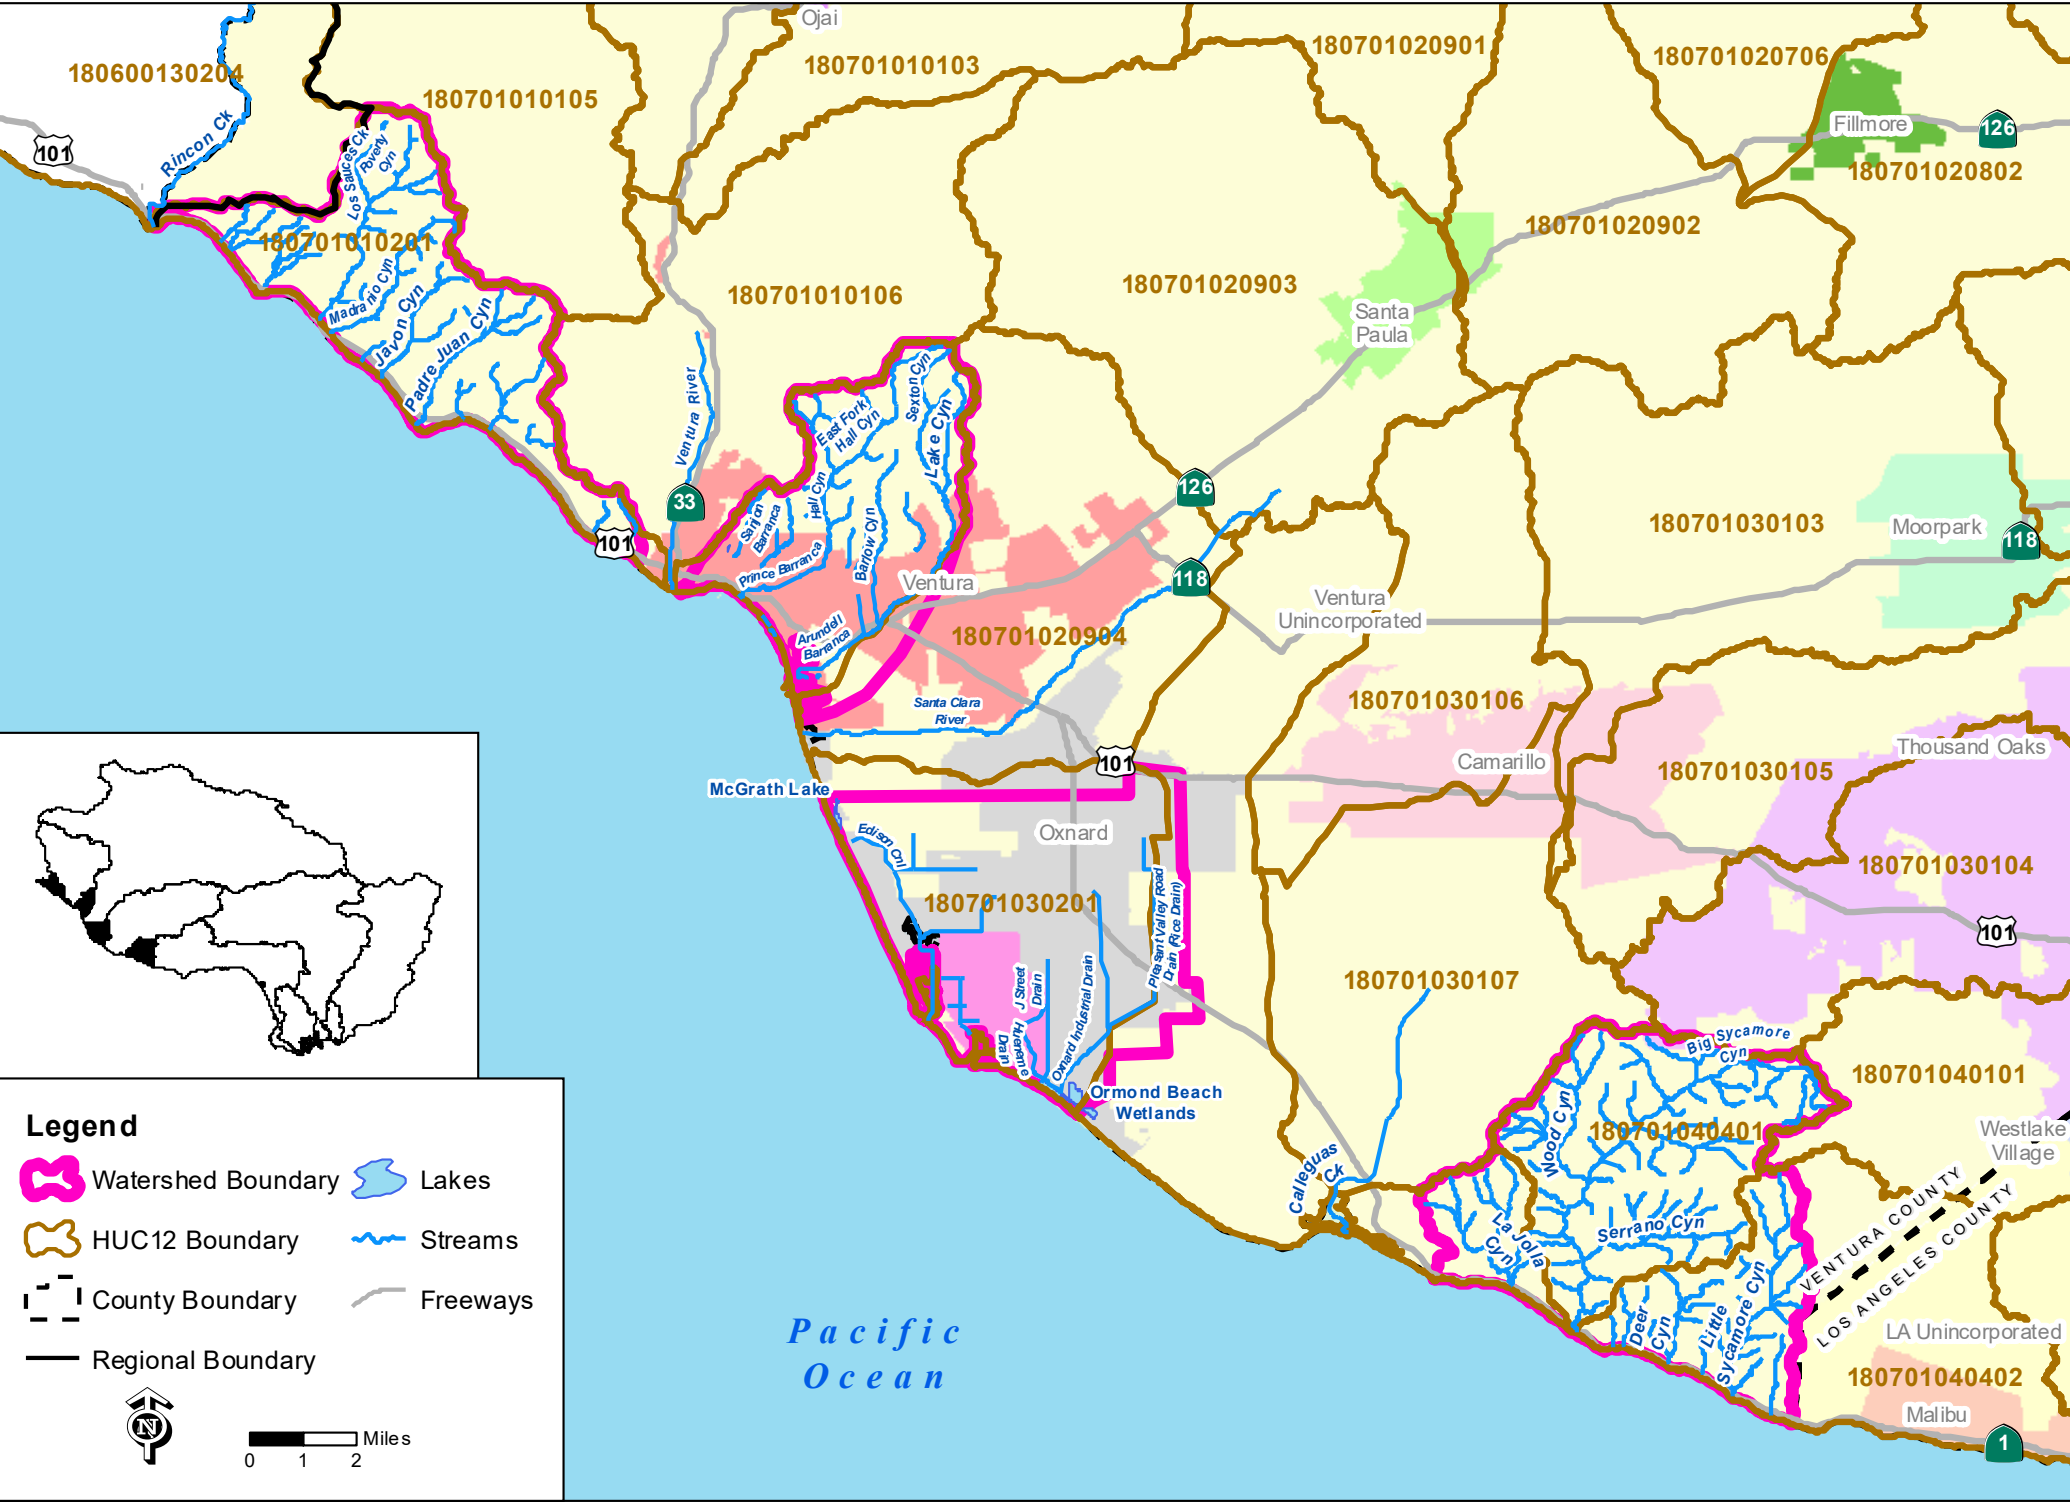 Ojai
180600130204
180701010105
180701010103
180701020901
180701020706
Fillmore
126
101
Rincon Ck
Los Sauces Ck
Poverty
Cyn
180701020802
180701010201
180701020902
Madranio Cyn
Javon Cyn
Padre Juan Cyn
180701010106
180701020903
Santa
Paula
Ventura River
Sexton Cyn
East Fork
Hall Cyn
Lake Cyn
33
126
Hall Cyn
Sanjon
Barranca
101
Prince Barranca
Barlow Cyn
Ventura
118
180701030103
Moorpark
118
Ventura
Unincorporated
Arundell
Barranca
180701020904
Santa Clara
River
180701030106
Camarillo
Thousand Oaks
180701030105
101
McGrath Lake
Oxnard
Edison Cnl
180701030201
180701030104
101
Pleasant Valley Road
Drain (Rice Drain)
J Street
Drain
Hueneme
Drain
Oxnard Industrial Drain
180701030107
Ormond Beach
Wetlands
Big Sycamore
Cyn
180701040101
Wood Cyn
180701040401
Westlake
Village
Calleguas
Ck
La Jolla
Cyn
Serrano Cyn
VENTURA COUNTY
LOS ANGELES COUNTY
Deer
Cyn
Little
Sycamore Cyn
LA Unincorporated
180701040402
Malibu
1
Pacific
Ocean
Legend
Watershed Boundary
Lakes
HUC12 Boundary
Streams
County Boundary
Freeways
Regional Boundary
N
Miles
0 1 2